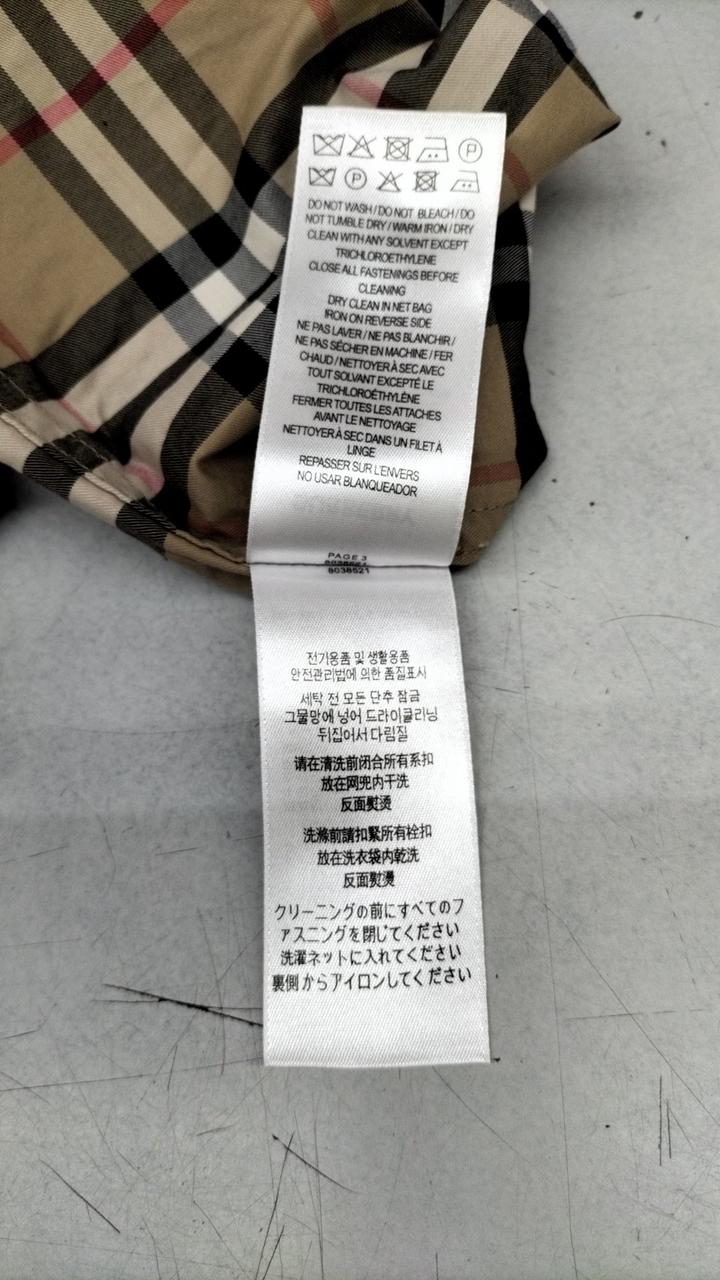 P
P
DO NOT WASH / DO NOT BLEACH / DO
NOT TUMBLE DRY / WARM IRON / DRY
CLEAN WITH ANY SOLVENT EXCEPT
TRICHLOROETHYLENE
CLOSE ALL FASTENINGS BEFORE
CLEANING
DRY CLEAN IN NET BAG
IRON ON REVERSE SIDE
NE PAS LAVER / NE PAS BLANCHIR /
NE PAS SÉCHER EN MACHINE / FER
CHAUD / NETTOYER À SEC AVEC
TOUT SOLVANT EXCEPTÉ LE
TRICHLOROÉTHYLÈNE
FERMER TOUTES LES ATTACHES
AVANT LE NETTOYAGE
NETTOYER À SEC DANS UN FILET À
LINGE
REPASSER SUR L'ENVERS
NO USAR BLANQUEADOR
PAGE 3
8038521
전기용품 및 생활용품
안전관리법에 의한 품질표시
세탁 전 모든 단추 잠금
그물망에 넣어 드라이클리닝
뒤집어서 다림질
请在清洗前闭合所有系扣
放在网兜内干洗
反面熨烫
洗滌前請扣緊所有栓扣
放在洗衣袋内乾洗
反面熨燙
クリーニングの前にすべてのフ
ァスニングを閉じてください
洗濯ネットに入れてください
裏側からアイロンしてください